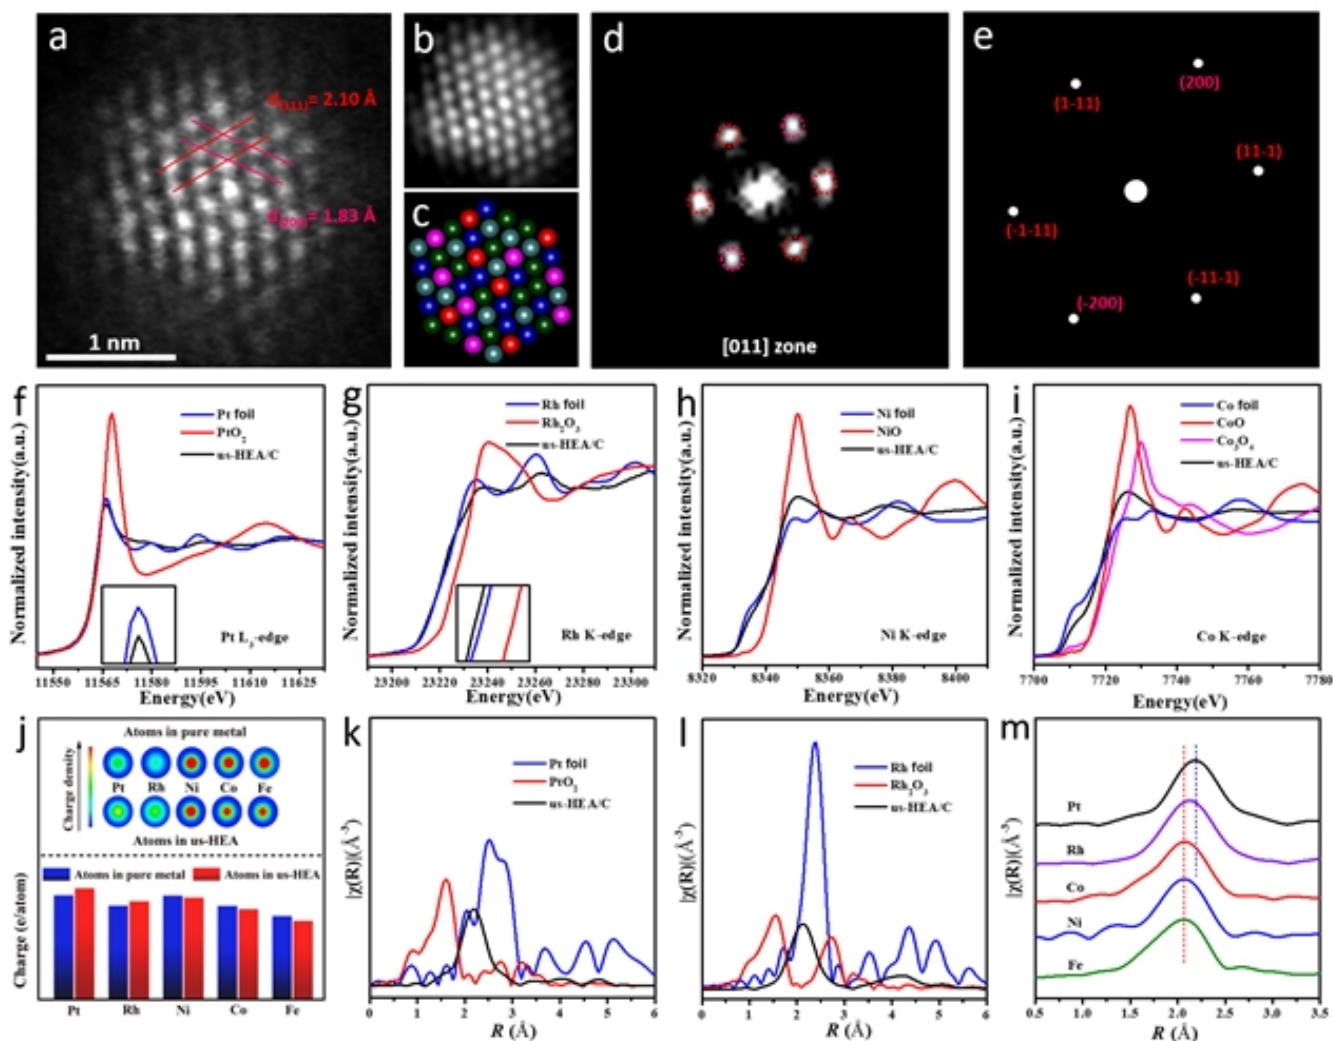 a
d(111)= 2.10 Å
d(200)= 1.83 Å
1 nm
b
c
d
[011] zone
e
(1-11)
(200)
(11-1)
(-1-11)
(-11-1)
(-200)
f
Normalized intensity(a.u.)
Pt foil
PtO2
us-HEA/C
Pt L3-edge
11550 11565 11580 11595 11610 11625
Energy(eV)
g
Normalized intensity(a.u.)
Rh foil
Rh2O3
us-HEA/C
Rh K-edge
23200 23220 23240 23260 23280 23300
Energy(eV)
h
Normalized intensity(a.u.)
Ni foil
NiO
us-HEA/C
Ni K-edge
8320 8340 8360 8380 8400
Energy(eV)
i
Normalized intensity(a.u.)
Co foil
CoO
Co3O4
us-HEA/C
Co K-edge
7700 7720 7740 7760 7780
Energy(eV)
j
Atoms in pure metal
Charge density
Pt Rh Ni Co Fe
Atoms in us-HEA
Atoms in pure metal Atoms in us-HEA
Charge (e/atom)
Pt Rh Ni Co Fe
k
|χ(R)|(Å-3)
Pt foil
PtO2
us-HEA/C
0 1 2 3 4 5 6
R (Å)
l
|χ(R)|(Å-3)
Rh foil
Rh2O3
us-HEA/C
0 1 2 3 4 5 6
R (Å)
m
|χ(R)|(Å-3)
Pt
Rh
Co
Ni
Fe
0.5 1.0 1.5 2.0 2.5 3.0 3.5
R (Å)